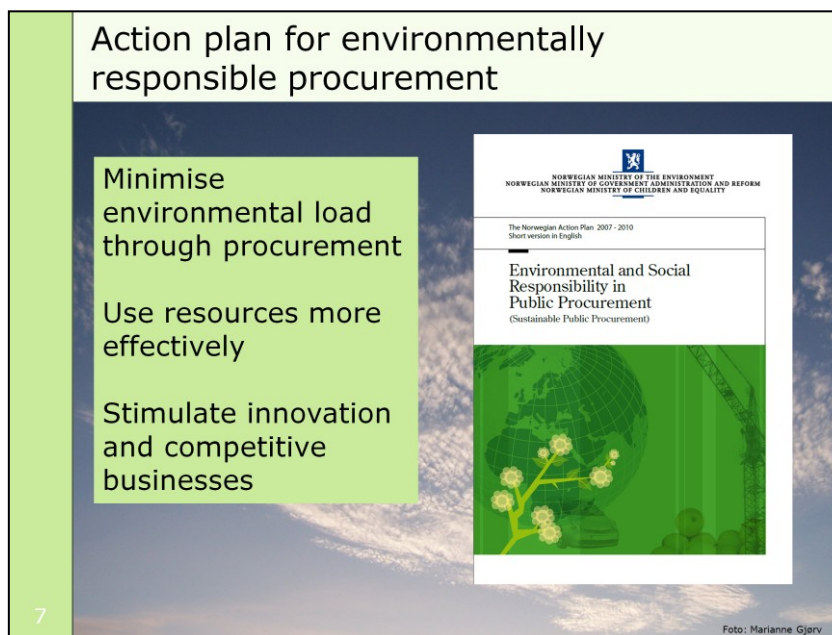 Action plan for environmentally
responsible procurement
Minimise
environmental load
through procurement
Use resources more
effectively
Stimulate innovation
and competitive
businesses
NORWEGIAN MINISTRY OF THE ENVIRONMENT
NORWEGIAN MINISTRY OF GOVERNMENT ADMINISTRATION AND REFORM
NORWEGIAN MINISTRY OF CHILDREN AND EQUALITY
The Norwegian Action Plan 2007 - 2010
Short version in English
Environmental and Social
Responsibility in
Public Procurement
(Sustainable Public Procurement)
7
Foto: Marianne Gjørv